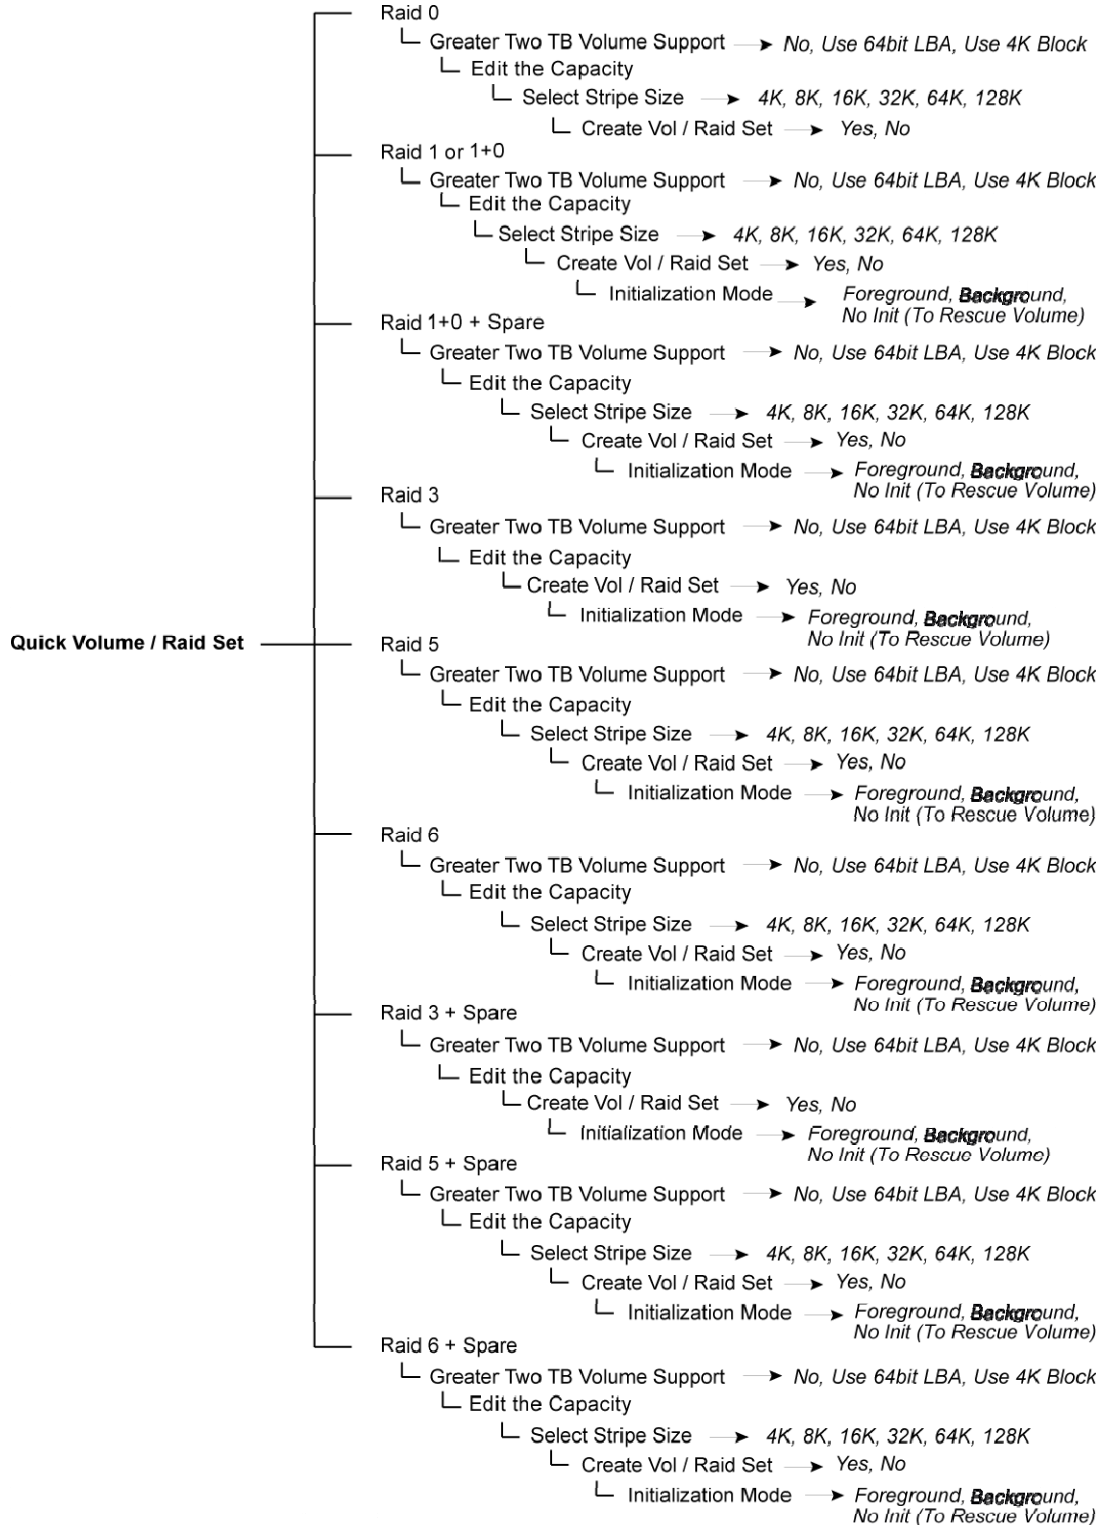 Raid 0
Greater Two TB Volume Support No, Use 64bit LBA, Use 4K Block
Edit the Capacity
Select Stripe Size 4K, 8K, 16K, 32K, 64K, 128K
Create Vol / Raid Set Yes, No
Raid 1 or 1+0
Greater Two TB Volume Support No, Use 64bit LBA, Use 4K Block
Edit the Capacity
Select Stripe Size 4K, 8K, 16K, 32K, 64K, 128K
Create Vol / Raid Set Yes, No
Initialization Mode Foreground, Background,
No Init (To Rescue Volume)
Raid 1+0 + Spare
Greater Two TB Volume Support No, Use 64bit LBA, Use 4K Block
Edit the Capacity
Select Stripe Size 4K, 8K, 16K, 32K, 64K, 128K
Create Vol / Raid Set Yes, No
Initialization Mode Foreground, Background,
No Init (To Rescue Volume)
Raid 3
Greater Two TB Volume Support No, Use 64bit LBA, Use 4K Block
Edit the Capacity
Create Vol / Raid Set Yes, No
Initialization Mode Foreground, Background,
No Init (To Rescue Volume)
Quick Volume / Raid Set
Raid 5
Greater Two TB Volume Support No, Use 64bit LBA, Use 4K Block
Edit the Capacity
Select Stripe Size 4K, 8K, 16K, 32K, 64K, 128K
Create Vol / Raid Set Yes, No
Initialization Mode Foreground, Background,
No Init (To Rescue Volume)
Raid 6
Greater Two TB Volume Support No, Use 64bit LBA, Use 4K Block
Edit the Capacity
Select Stripe Size 4K, 8K, 16K, 32K, 64K, 128K
Create Vol / Raid Set Yes, No
Initialization Mode Foreground, Background,
No Init (To Rescue Volume)
Raid 3 + Spare
Greater Two TB Volume Support No, Use 64bit LBA, Use 4K Block
Edit the Capacity
Create Vol / Raid Set Yes, No
Initialization Mode Foreground, Background,
No Init (To Rescue Volume)
Raid 5 + Spare
Greater Two TB Volume Support No, Use 64bit LBA, Use 4K Block
Edit the Capacity
Select Stripe Size 4K, 8K, 16K, 32K, 64K, 128K
Create Vol / Raid Set Yes, No
Initialization Mode Foreground, Background,
No Init (To Rescue Volume)
Raid 6 + Spare
Greater Two TB Volume Support No, Use 64bit LBA, Use 4K Block
Edit the Capacity
Select Stripe Size 4K, 8K, 16K, 32K, 64K, 128K
Create Vol / Raid Set Yes, No
Initialization Mode Foreground, Background,
No Init (To Rescue Volume)